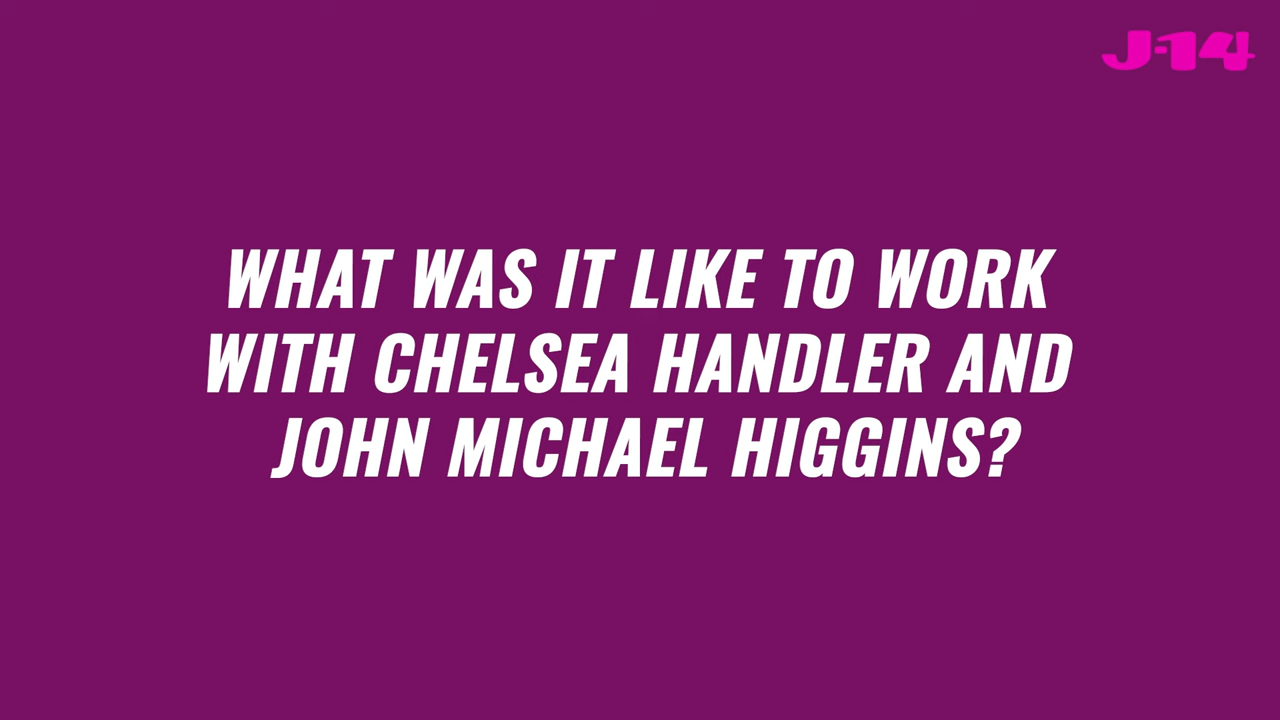 J-14
WHAT WAS IT LIKE TO WORK
WITH CHELSEA HANDLER AND
JOHN MICHAEL HIGGINS?